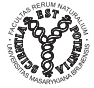 • FACULTAS RERUM NATURALIUM •
UNIVERSITAS MASARYKIANA BRUNENSIS
SCIENTIA EST POTENTIA